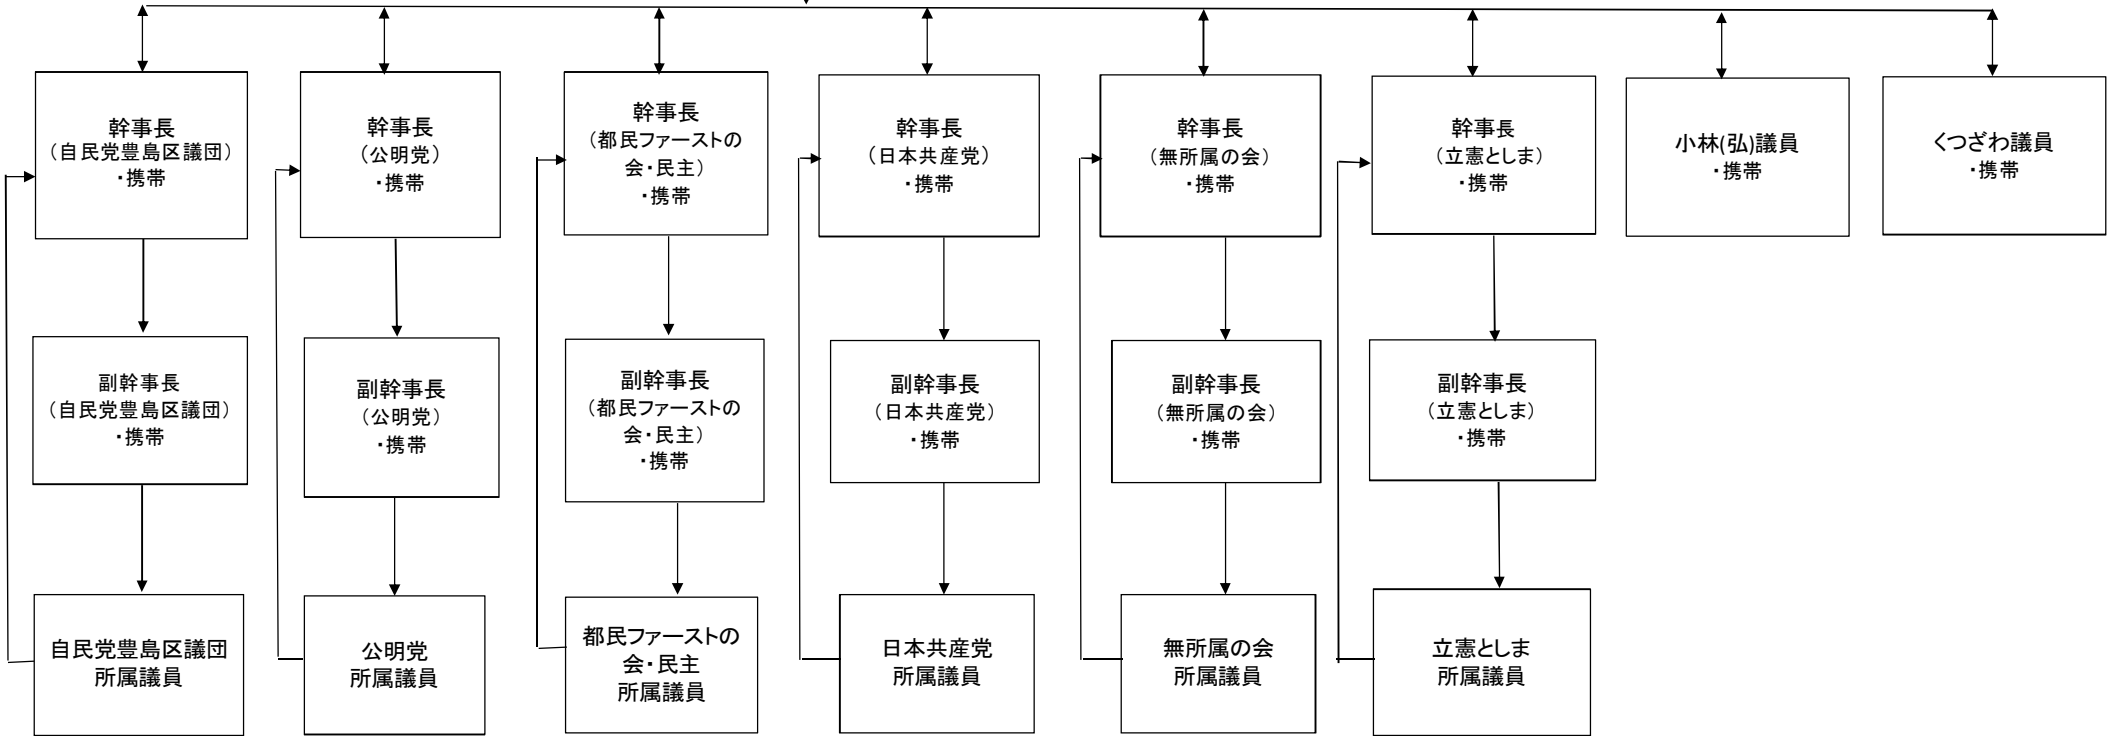 幹事長
（自民党豊島区議団）
・携帯
幹事長
（公明党）
・携帯
幹事長
（都民ファーストの
会・民主）
・携帯
幹事長
（日本共産党）
・携帯
幹事長
（無所属の会）
・携帯
幹事長
（立憲としま）
・携帯
小林(弘)議員
・携帯
くつざわ議員
・携帯
副幹事長
（自民党豊島区議団）
・携帯
副幹事長
（公明党）
・携帯
副幹事長
（都民ファーストの
会・民主）
・携帯
副幹事長
（日本共産党）
・携帯
副幹事長
（無所属の会）
・携帯
副幹事長
（立憲としま）
・携帯
自民党豊島区議団
所属議員
公明党
所属議員
都民ファーストの
会・民主
所属議員
日本共産党
所属議員
無所属の会
所属議員
立憲としま
所属議員